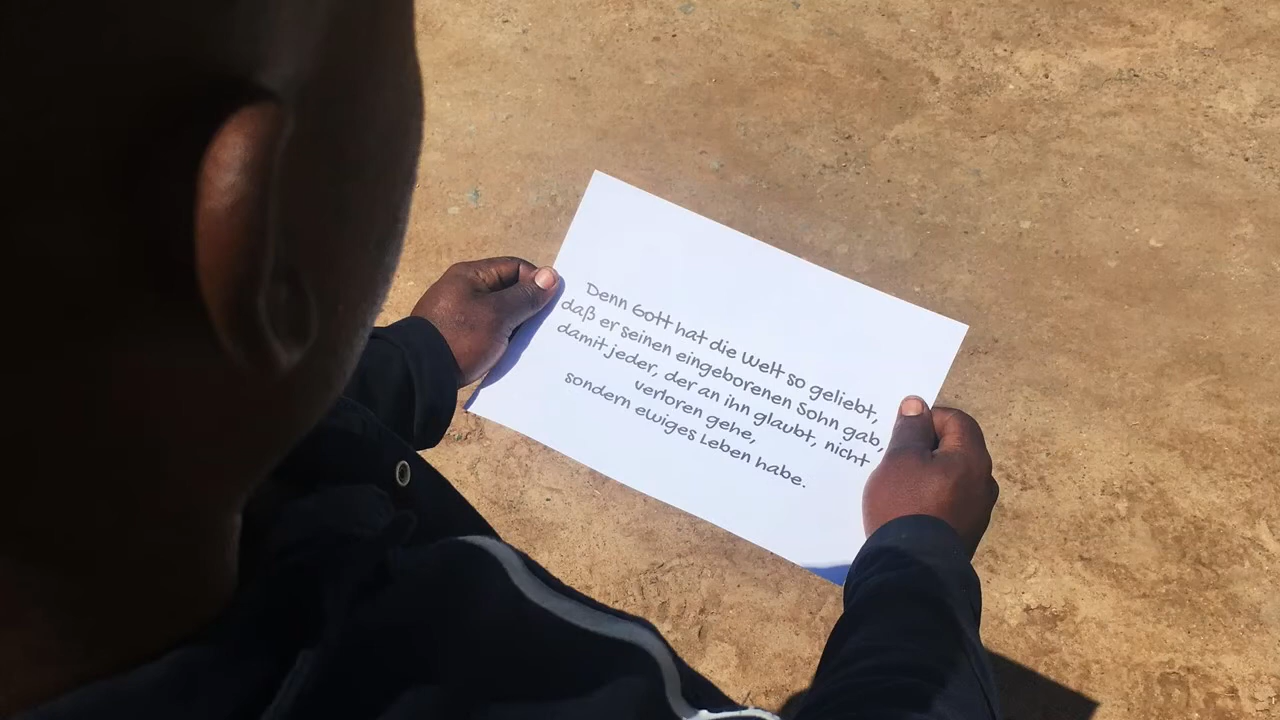 Denn Gott hat die Welt so geliebt,
daß er seinen eingeborenen Sohn gab,
damit jeder, der an ihn glaubt, nicht
verloren gehe,
sondern ewiges Leben habe.